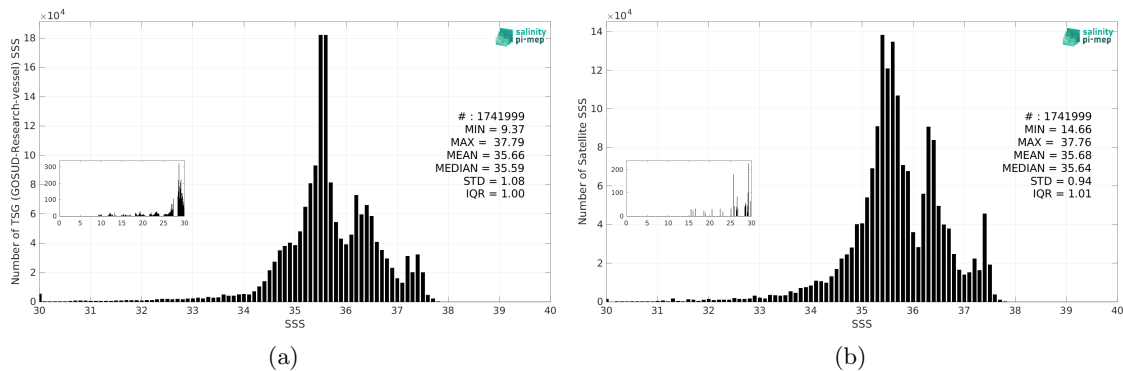 ×10⁴
18
16
14
12
10
8
6
4
2
0
30 31 32 33 34 35 36 37 38 39 40
SSS
Number of TSG (GOSUD-Research-vessel) SSS
salinity
pi-mep
# : 1741999
MIN = 9.37
MAX = 37.79
MEAN = 35.66
MEDIAN = 35.59
STD = 1.08
IQR = 1.00
300
200
100
0
0 5 10 15 20 25 30
(a)
×10⁴
14
12
10
8
6
4
2
0
30 31 32 33 34 35 36 37 38 39 40
SSS
Number of Satellite SSS
salinity
pi-mep
# : 1741999
MIN = 14.66
MAX = 37.76
MEAN = 35.68
MEDIAN = 35.64
STD = 0.94
IQR = 1.01
200
100
0
0 5 10 15 20 25 30
(b)